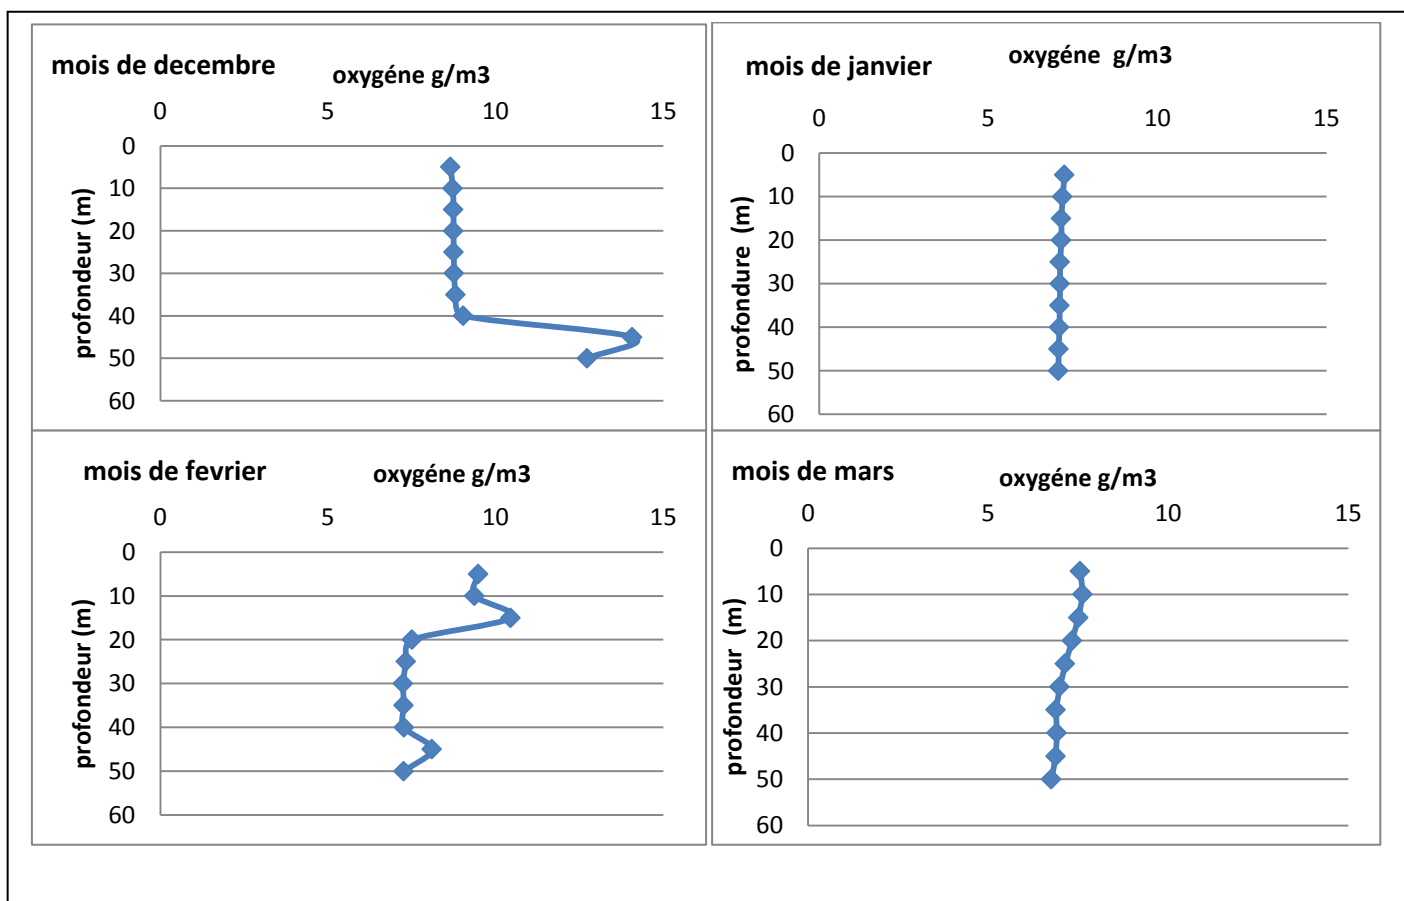 mois de decembre
oxygéne g/m3
0 5 10 15
0
10
20
30
40
50
60
profondeur (m)
mois de janvier
oxygéne g/m3
0 5 10 15
0
10
20
30
40
50
60
profondure (m)
mois de fevrier
oxygéne g/m3
0 5 10 15
0
10
20
30
40
50
60
profondeur (m)
mois de mars
oxygéne g/m3
0 5 10 15
0
10
20
30
40
50
60
profondeur (m)